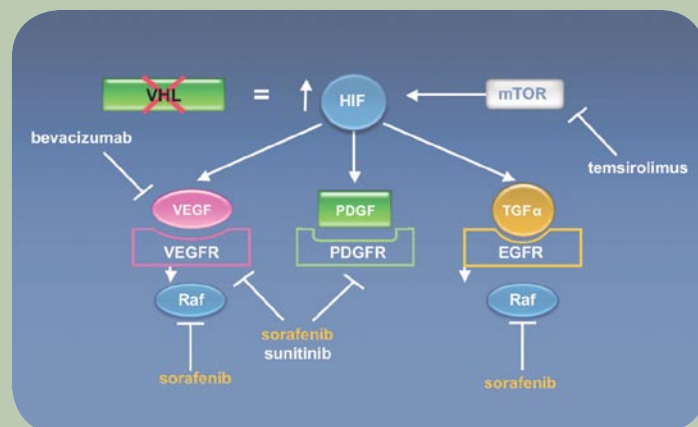 VHL = HIF mTOR
bevacizumab
temsirolimus
VEGF PDGF TGFα
VEGFR PDGFR EGFR
Raf Raf
sorafenib
sunitinib
sorafenib sorafenib